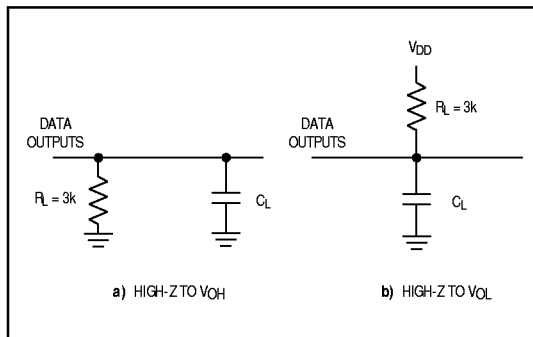 DATA
OUTPUTS
RL = 3k
CL
a) HIGH-Z TO VOH
VDD
RL = 3k
DATA
OUTPUTS
CL
b) HIGH-Z TO VOL